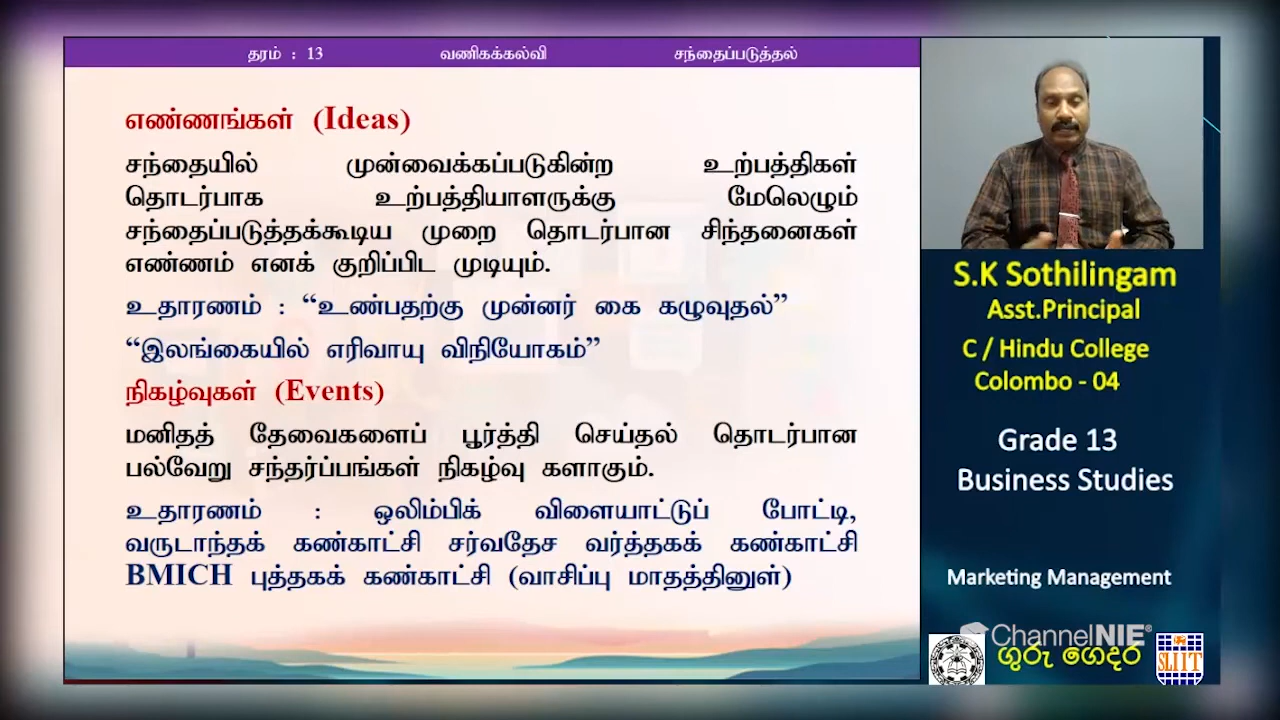 தரம் : 13 வணிகக்கல்வி சந்தைப்படுத்தல்
எண்ணங்கள் (Ideas)
சந்தையில் முன்வைக்கப்படுகின்ற உற்பத்திகள்
தொடர்பாக உற்பத்தியாளருக்கு மேலெழும்
சந்தைப்படுத்தக்கூடிய முறை தொடர்பான சிந்தனைகள்
எண்ணம் எனக் குறிப்பிட முடியும்.
உதாரணம் : “உண்பதற்கு முன்னர் கை கழுவுதல்”
“இலங்கையில் எரிவாயு விநியோகம்”
நிகழ்வுகள் (Events)
மனிதத் தேவைகளைப் பூர்த்தி செய்தல் தொடர்பான
பல்வேறு சந்தர்ப்பங்கள் நிகழ்வு களாகும்.
உதாரணம் : ஒலிம்பிக் விளையாட்டுப் போட்டி,
வருடாந்தக் கண்காட்சி சர்வதேச வர்த்தகக் கண்காட்சி
BMICH புத்தகக் கண்காட்சி (வாசிப்பு மாதத்தினுள்)
S.K Sothilingam
Asst.Principal
C / Hindu College
Colombo - 04
Grade 13
Business Studies
Marketing Management
ChannelNIE®
ගුරු ගෙදර
SLIIT